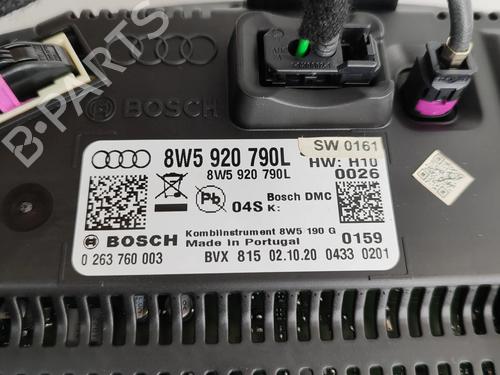 BOSCH
SW 0161
8W5 920 790L
HW: H10
8W5 920 790L
0026
Pb
Bosch DMC
04S K:
BOSCH
Kombiinstrument 8W5 190 G
0159
Made in Portugal
0 263 760 003
BVX 815 02.10.20 0433 0201
B-PARTS